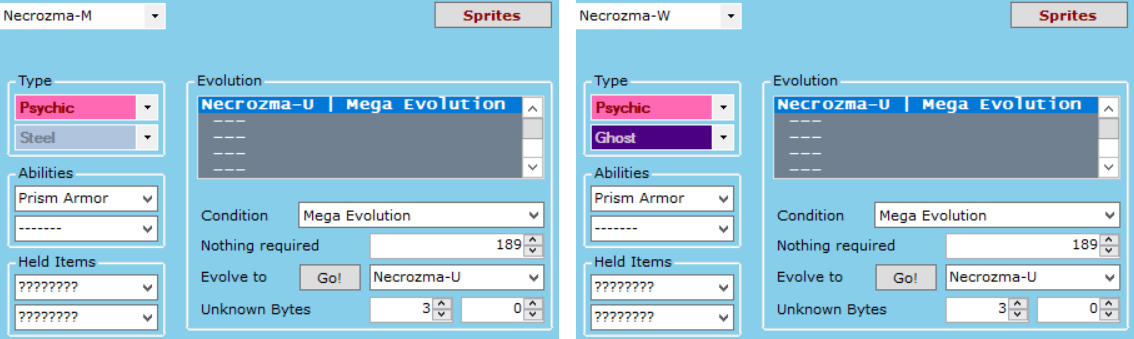 Necrozma-M
Sprites
Type
Psychic
Steel
Abilities
Prism Armor
-------
Held Items
????????
????????
Evolution
Necrozma-U | Mega Evolution
---
---
---
---
Condition Mega Evolution
Nothing required 189
Evolve to Go! Necrozma-U
Unknown Bytes 3 0
Necrozma-W
Sprites
Type
Psychic
Ghost
Abilities
Prism Armor
-------
Held Items
????????
????????
Evolution
Necrozma-U | Mega Evolution
---
---
---
---
Condition Mega Evolution
Nothing required 189
Evolve to Go! Necrozma-U
Unknown Bytes 3 0